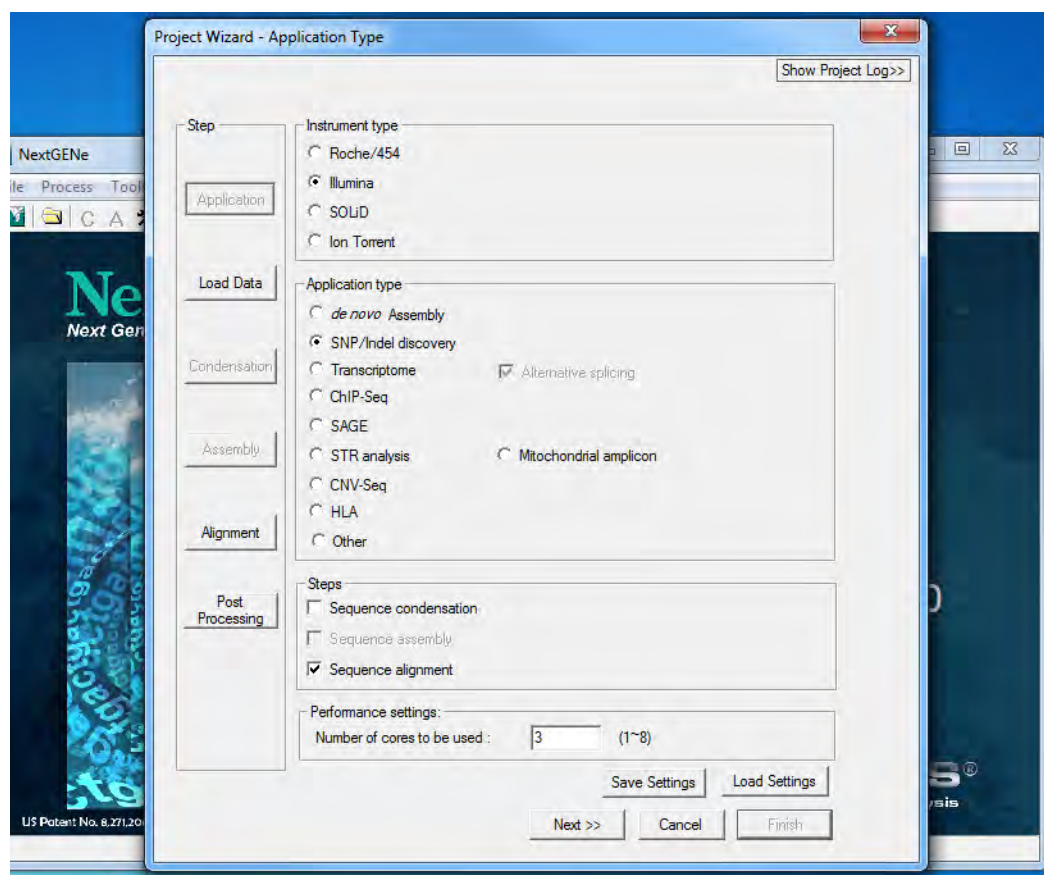 Project Wizard - Application Type
Show Project Log>>
Step
Application
Load Data
Condensation
Assembly
Alignment
Post
Processing
Instrument type
Roche/454
Illumina
SOLiD
Ion Torrent
Application type
de novo Assembly
SNP/Indel discovery
Transcriptome
Alternative splicing
ChIP-Seq
SAGE
STR analysis
Mitochondrial amplicon
CNV-Seq
HLA
Other
Steps
Sequence condensation
Sequence assembly
Sequence alignment
Performance settings:
Number of cores to be used : 3 (1~8)
Save Settings
Load Settings
Next >>
Cancel
Finish
NextGENe
Process
C A
Ne
Next Gen
US Patent No. 8,271,20
S®
ysis